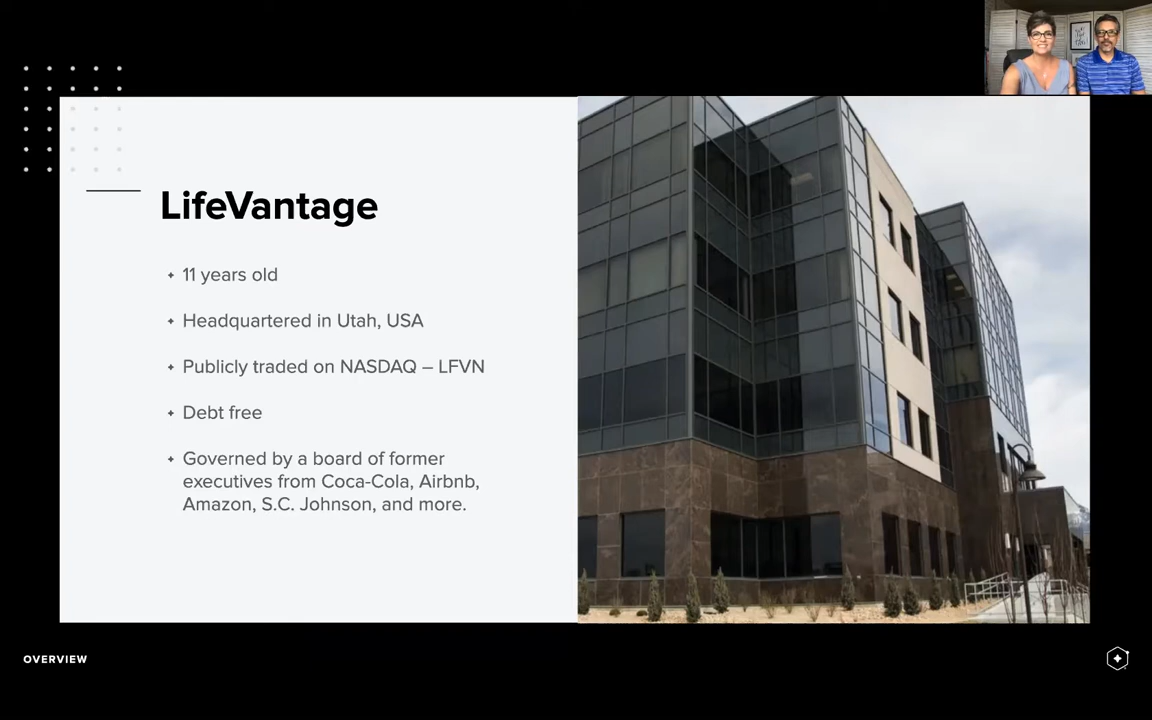 LifeVantage
11 years old
Headquartered in Utah, USA
Publicly traded on NASDAQ – LFVN
Debt free
Governed by a board of former
executives from Coca-Cola, Airbnb,
Amazon, S.C. Johnson, and more.
OVERVIEW